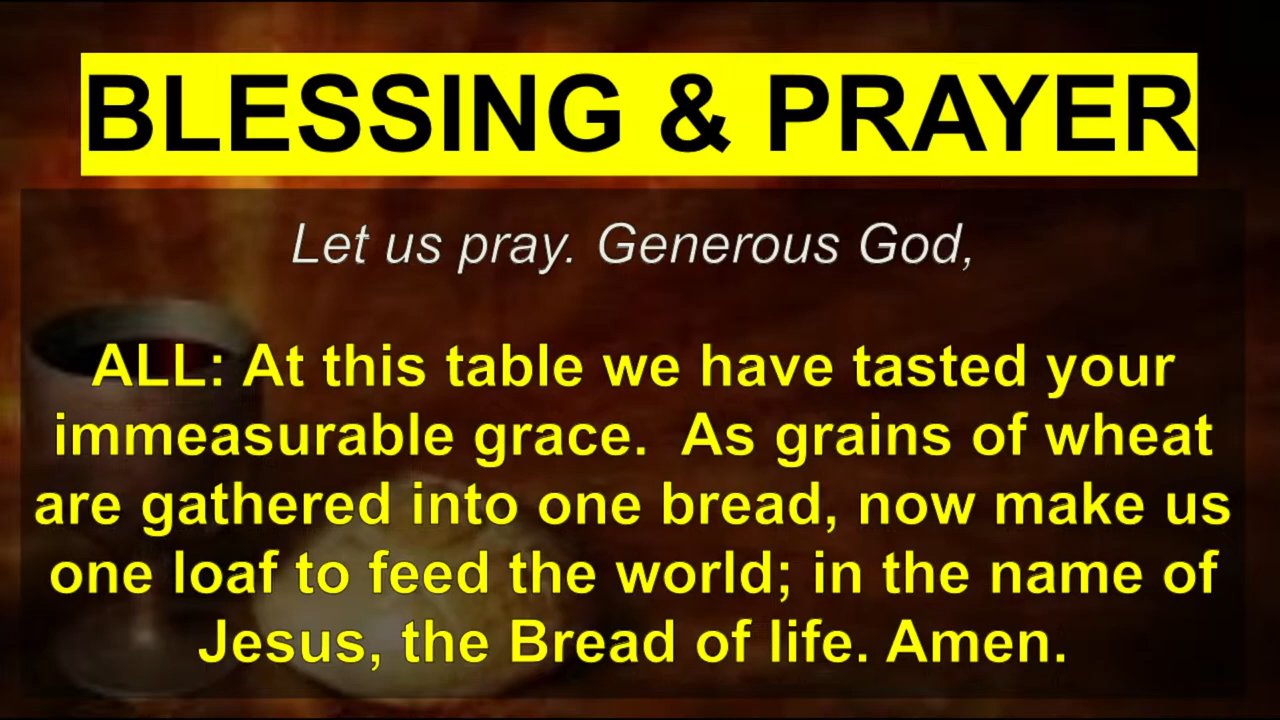 BLESSING & PRAYER
Let us pray. Generous God,
ALL: At this table we have tasted your
immeasurable grace.  As grains of wheat
are gathered into one bread, now make us
one loaf to feed the world; in the name of
Jesus, the Bread of life. Amen.